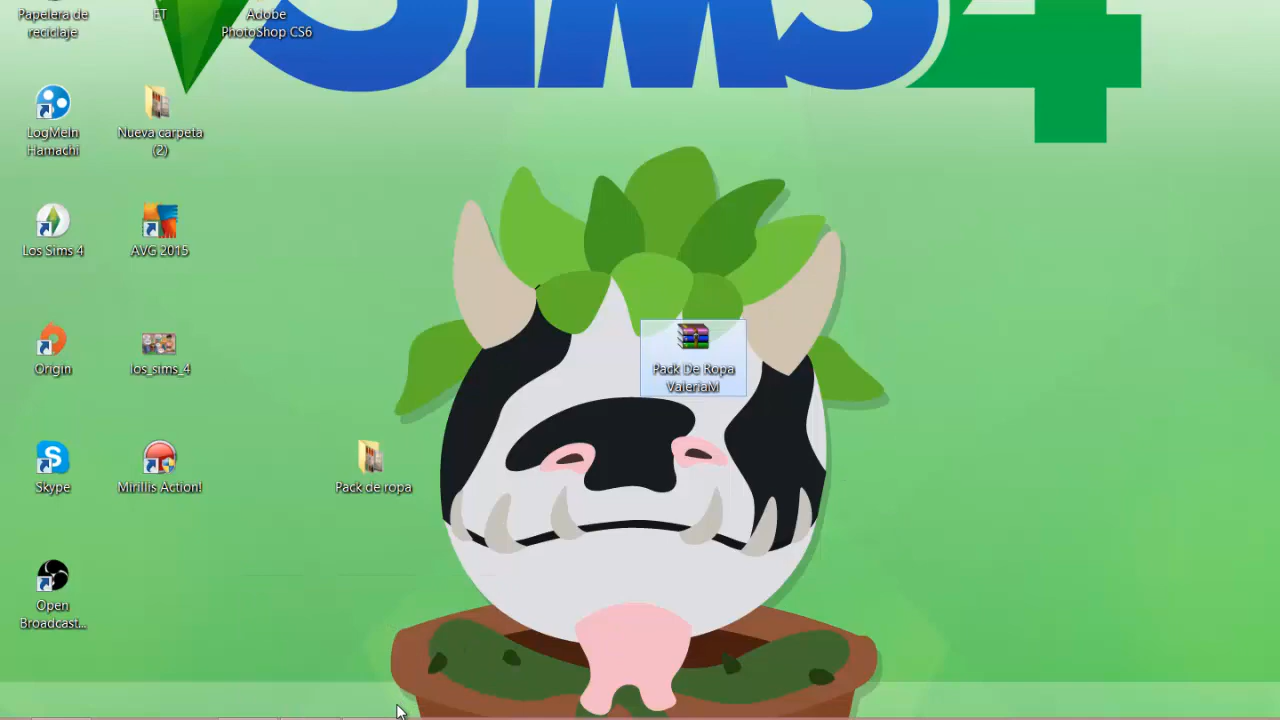 Papelera de
reciclaje
ET
Adobe
PhotoShop CS6
SIMS 4
LogMeIn
Hamachi
Nueva carpeta
(2)
Los Sims 4
AVG 2015
Origin
los_sims_4
Pack De Ropa
ValeriaM
Skype
Mirillis Action!
Pack de ropa
Open
Broadcast...